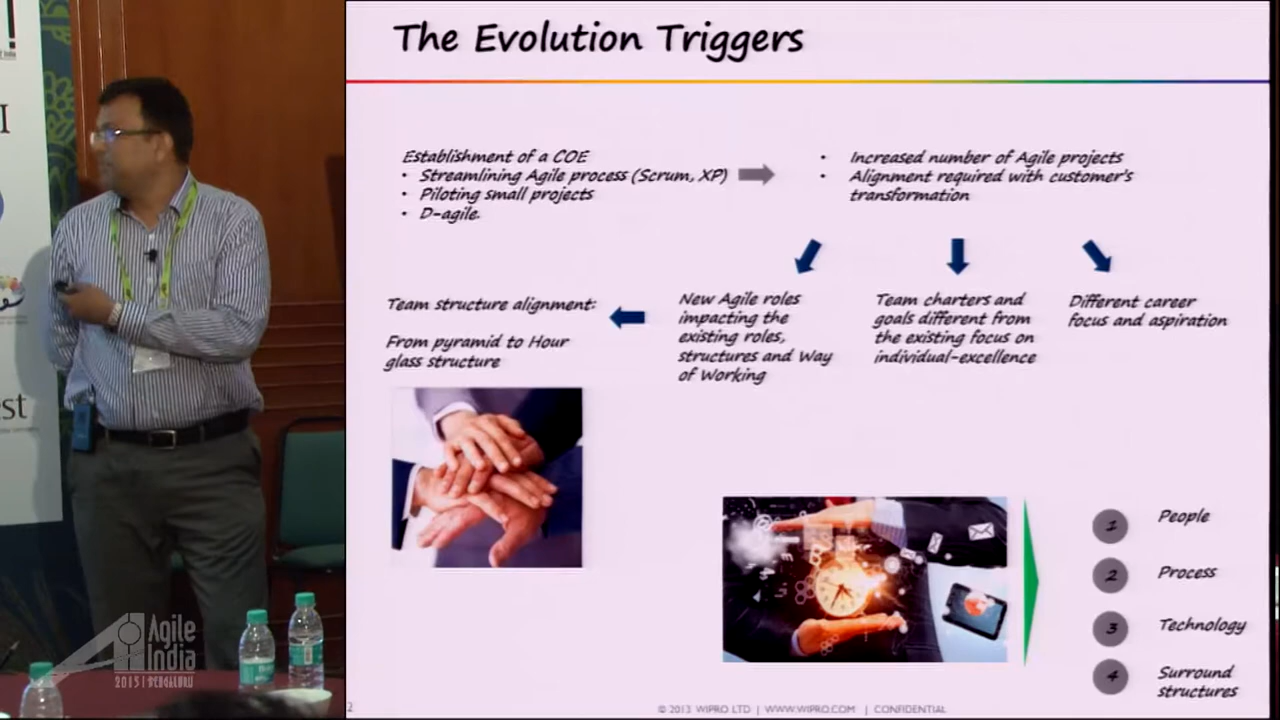 The Evolution Triggers
Establishment of a COE
• Streamlining Agile process (Scrum, XP)
• Piloting small projects
• D-agile.
• Increased number of Agile projects
• Alignment required with customer's
transformation
Team structure alignment:
From pyramid to Hour
glass structure
New Agile roles
impacting the
existing roles,
structures and Way
of Working
Team charters and
goals different from
the existing focus on
individual-excellence
Different career
focus and aspiration
1 People
2 Process
3 Technology
4 Surround
structures
2 © 2013 WIPRO LTD | WWW.WIPRO.COM | CONFIDENTIAL
Agile
India
2015 | BENGALURU